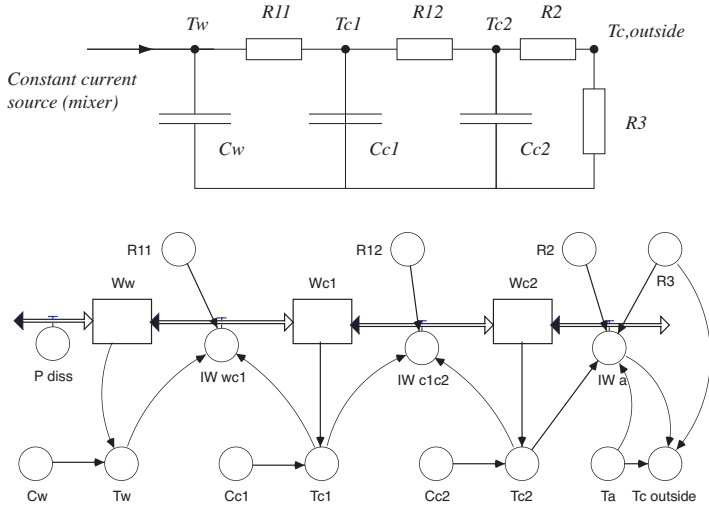 Tw
R11
Tc1
R12
Tc2
R2
Tc,outside
Constant current
source (mixer)
Cw
Cc1
Cc2
R3
R11
R12
R2
R3
Ww
Wc1
Wc2
P diss
IW wc1
IW c1c2
IW a
Cw
Tw
Cc1
Tc1
Cc2
Tc2
Ta
Tc outside